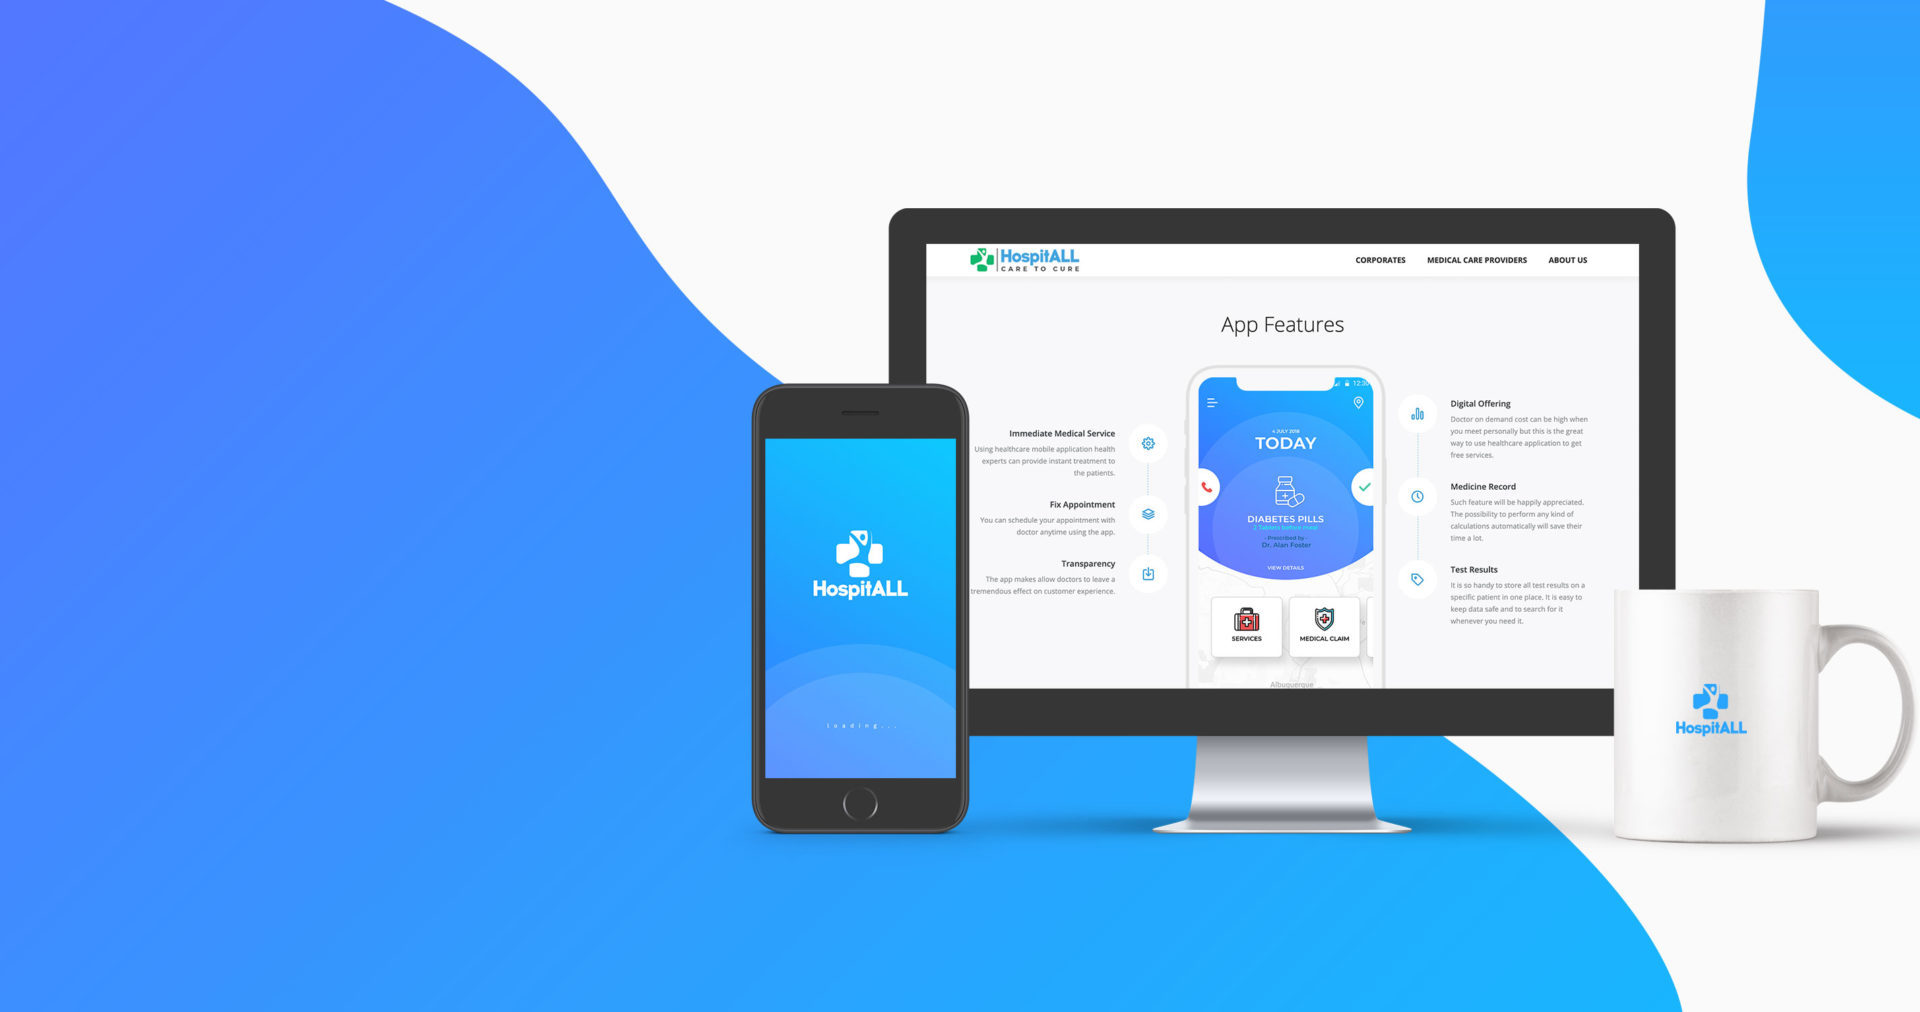 HospitALL
CARE TO CURE
CORPORATES
MEDICAL CARE PROVIDERS
ABOUT US
App Features
Immediate Medical Service
Using healthcare mobile application health
experts can provide instant treatment to
the patients.
Fix Appointment
You can schedule your appointment with
doctor anytime using the app.
Transparency
The app makes allow doctors to leave a
tremendous effect on customer experience.
12:30
4 JULY 2018
TODAY
DIABETES PILLS
2 Tablets before meal
- Prescribed by -
Dr. Alan Foster
VIEW DETAILS
SERVICES
MEDICAL CLAIM
Albuquerque
Digital Offering
Doctor on demand cost can be high when
you meet personally but this is the great
way to use healthcare application to get
free services.
Medicine Record
Such feature will be happily appreciated.
The possibility to perform any kind of
calculations automatically will save their
time a lot.
Test Results
It is so handy to store all test results on a
specific patient in one place. It is easy to
keep data safe and to search for it
whenever you need it.
HospitALL
loading...
HospitALL